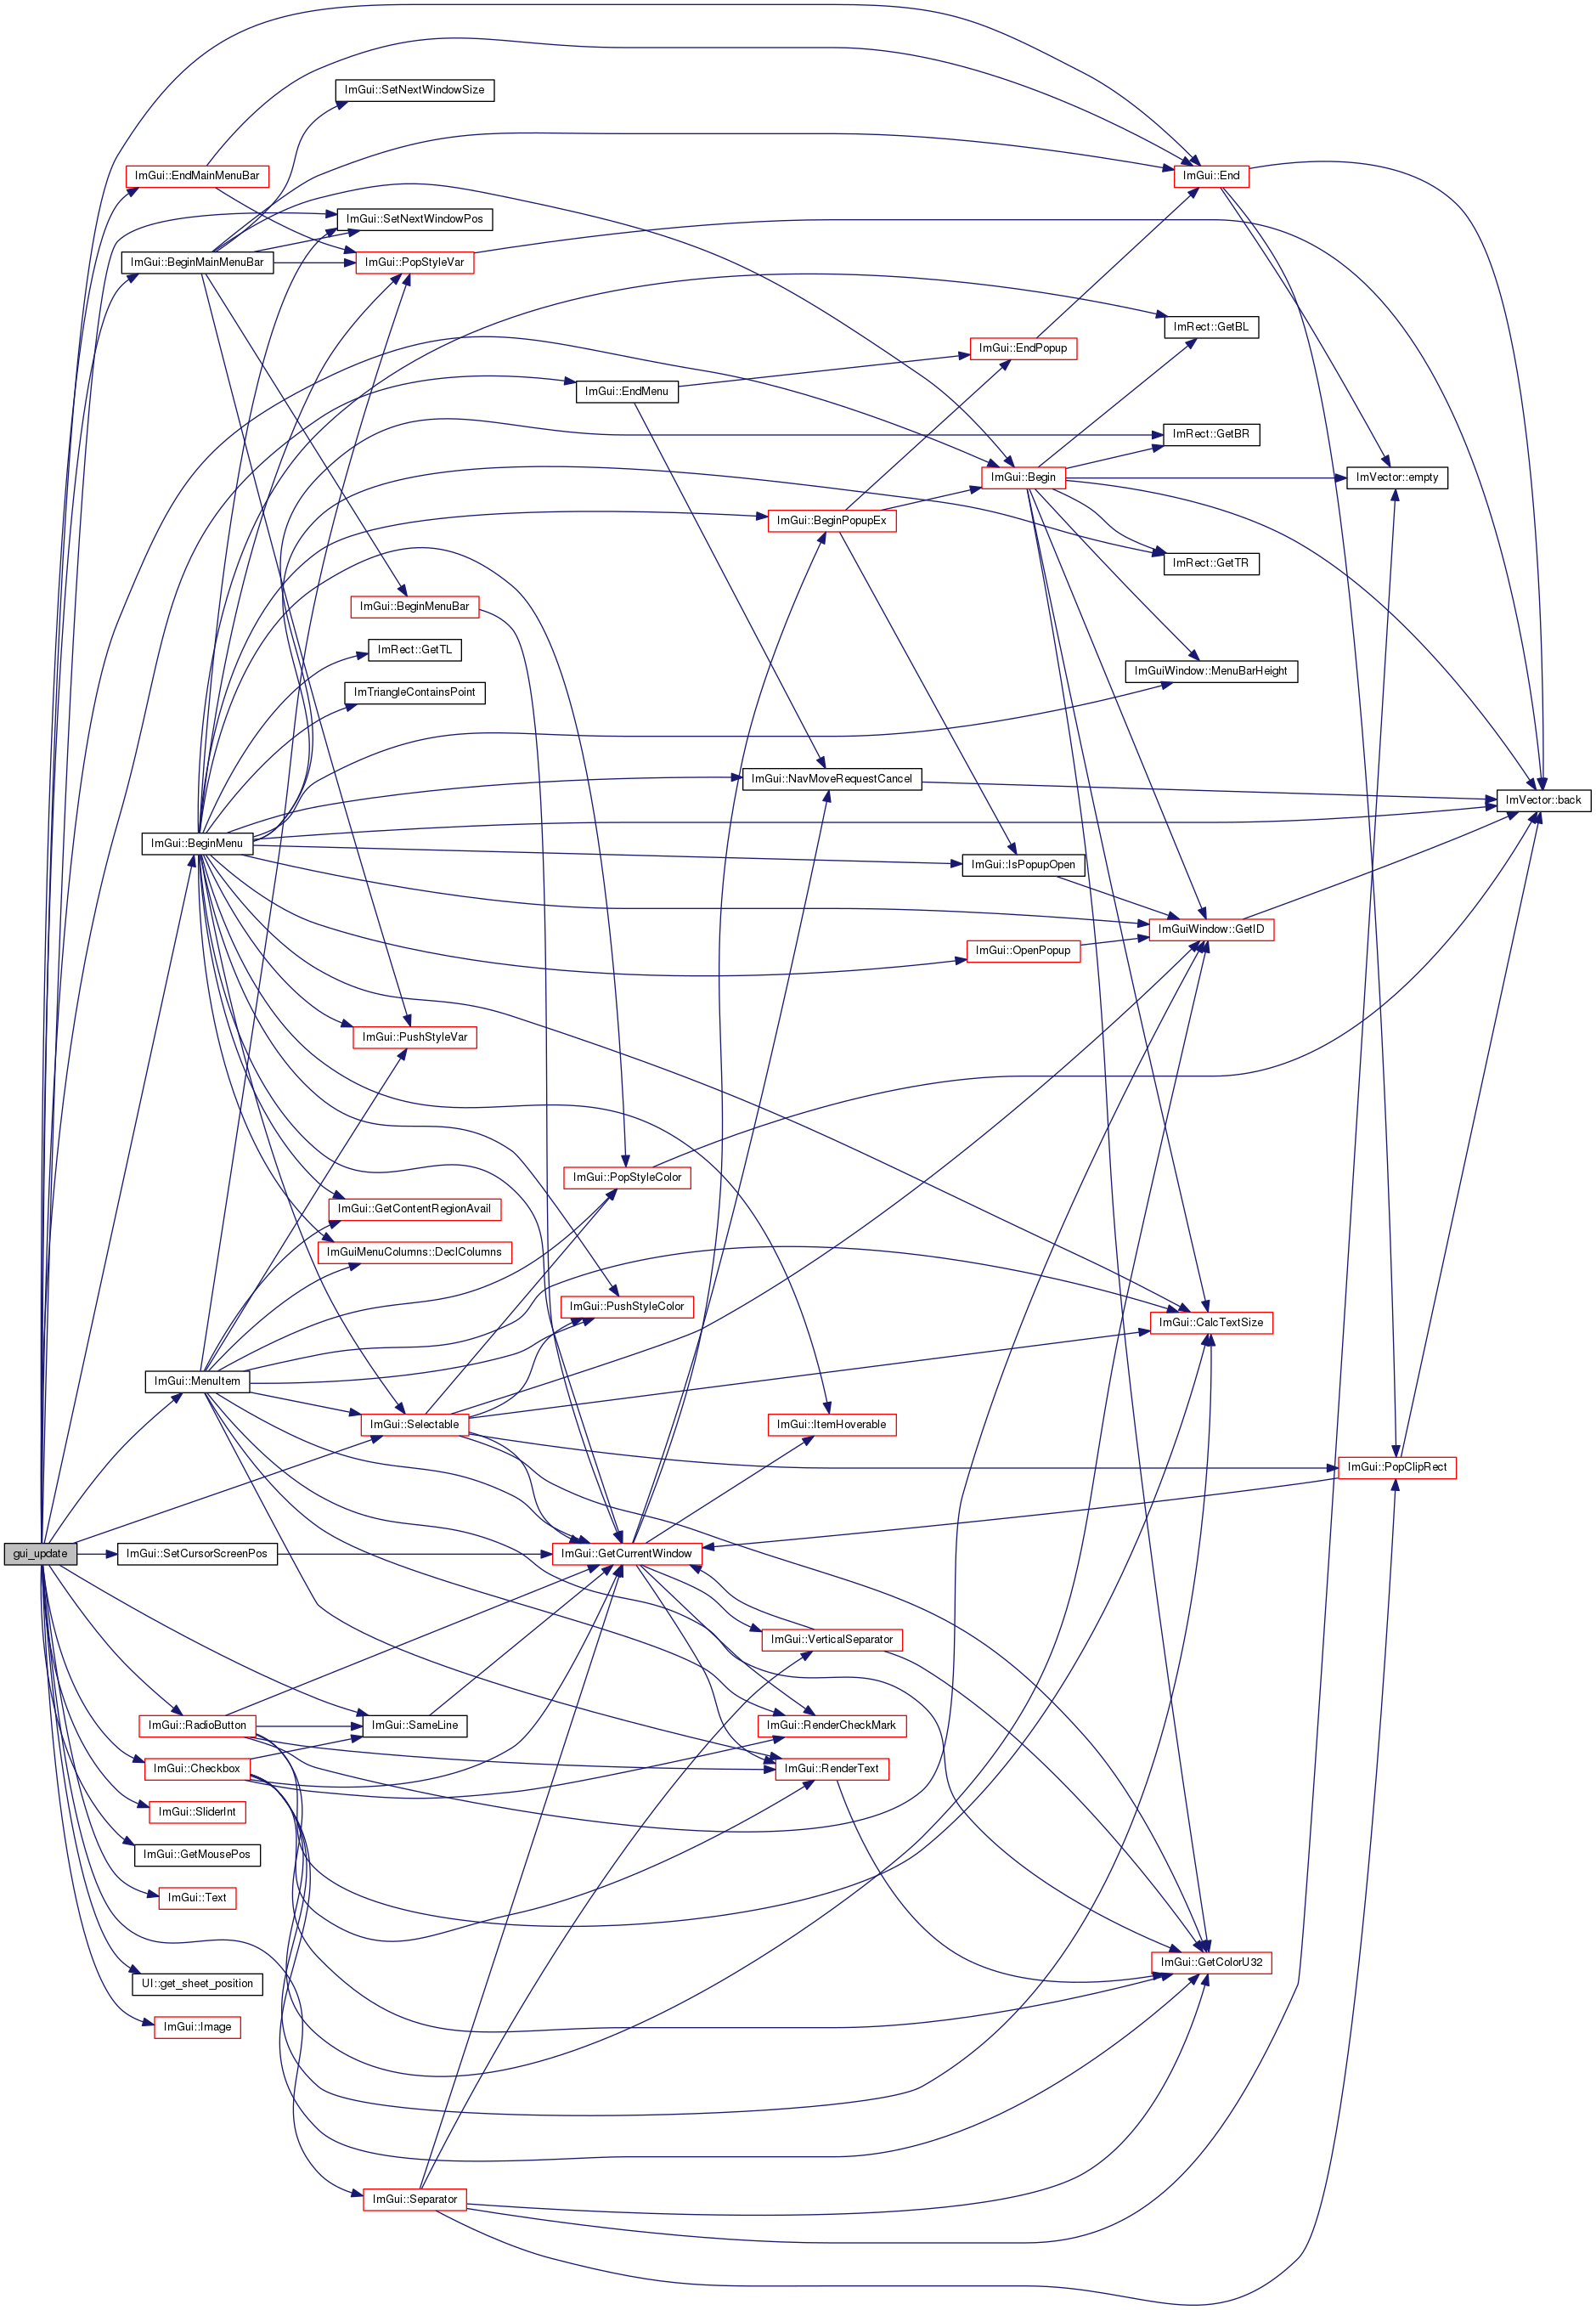 ImGui::SetNextWindowSize
ImGui::EndMainMenuBar
ImGui::End
ImGui::SetNextWindowPos
ImGui::BeginMainMenuBar
ImGui::PopStyleVar
ImRect::GetBL
ImGui::EndPopup
ImGui::EndMenu
ImRect::GetBR
ImGui::Begin
ImVector::empty
ImGui::BeginPopupEx
ImRect::GetTR
ImGui::BeginMenuBar
ImRect::GetTL
ImGuiWindow::MenuBarHeight
ImTriangleContainsPoint
ImGui::NavMoveRequestCancel
ImVector::back
ImGui::BeginMenu
ImGui::IsPopupOpen
ImGuiWindow::GetID
ImGui::OpenPopup
ImGui::PushStyleVar
ImGui::PopStyleColor
ImGui::GetContentRegionAvail
ImGuiMenuColumns::DeclColumns
ImGui::PushStyleColor
ImGui::CalcTextSize
ImGui::MenuItem
ImGui::Selectable
ImGui::ItemHoverable
ImGui::PopClipRect
gui_update
ImGui::SetCursorScreenPos
ImGui::GetCurrentWindow
ImGui::VerticalSeparator
ImGui::RadioButton
ImGui::SameLine
ImGui::RenderCheckMark
ImGui::Checkbox
ImGui::RenderText
ImGui::SliderInt
ImGui::GetMousePos
ImGui::Text
ImGui::GetColorU32
UI::get_sheet_position
ImGui::Image
ImGui::Separator